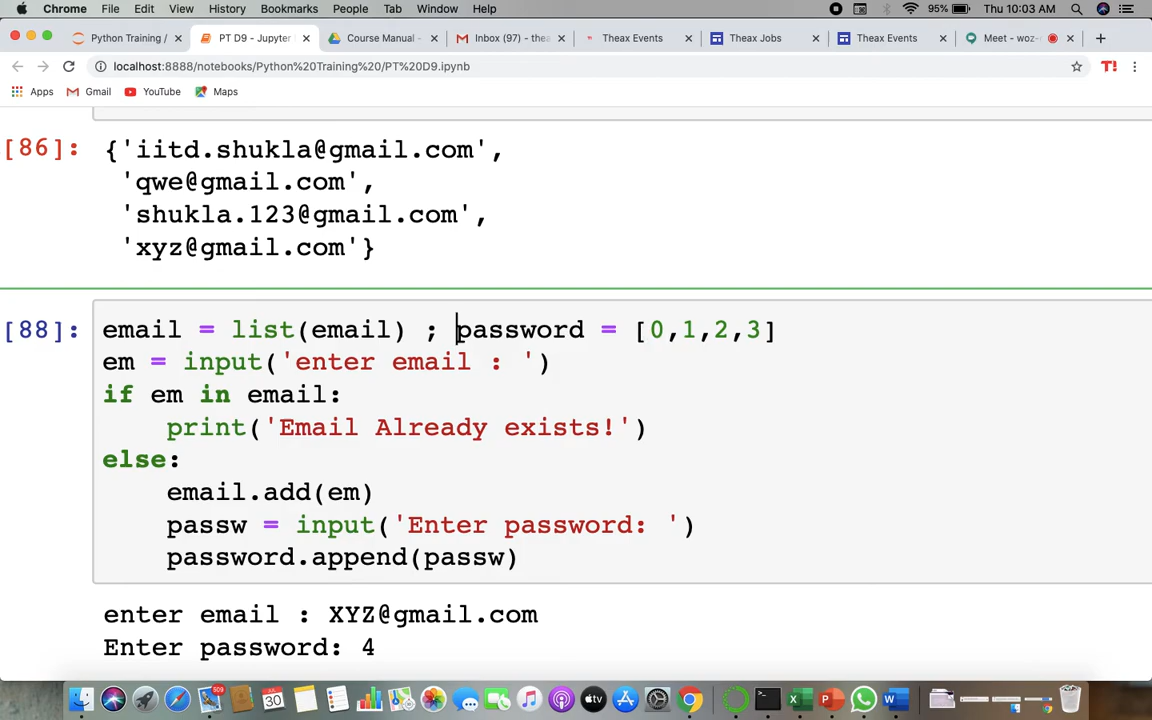 Chrome File Edit View History Bookmarks People Tab Window Help 95% Thu 10:03 AM
Python Training / PT D9 - Jupyter Course Manual - Inbox (97) - thea Theax Events Theax Jobs Theax Events Meet - woz-
localhost:8888/notebooks/Python%20Training%20/PT%20D9.ipynb T!
Apps Gmail YouTube Maps
[86]: {'iitd.shukla@gmail.com',
'qwe@gmail.com',
'shukla.123@gmail.com',
'xyz@gmail.com'}
[88]: email = list(email) ; password = [0,1,2,3]
em = input('enter email : ')
if em in email:
print('Email Already exists!')
else:
email.add(em)
passw = input('Enter password: ')
password.append(passw)
enter email : XYZ@gmail.com
Enter password: 4
509 30